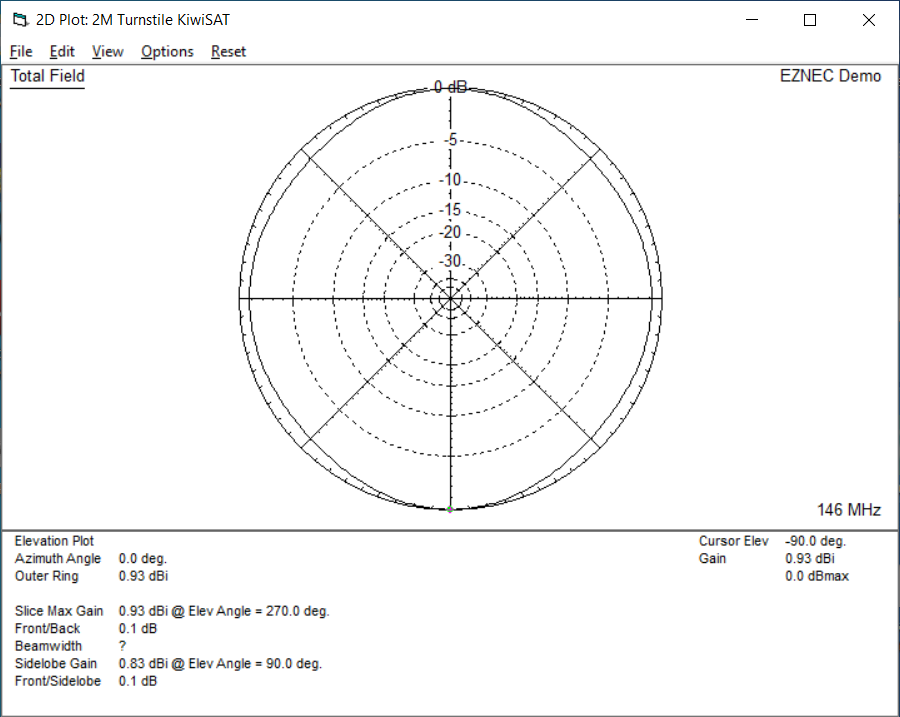 2D Plot: 2M Turnstile KiwiSAT
File Edit View Options Reset
Total Field
EZNEC Demo
0 dB
-5
-10
-15
-20
-30
146 MHz
Elevation Plot
Azimuth Angle 0.0 deg.
Outer Ring 0.93 dBi
Cursor Elev -90.0 deg.
Gain 0.93 dBi
0.0 dBmax
Slice Max Gain 0.93 dBi @ Elev Angle = 270.0 deg.
Front/Back 0.1 dB
Beamwidth ?
Sidelobe Gain 0.83 dBi @ Elev Angle = 90.0 deg.
Front/Sidelobe 0.1 dB